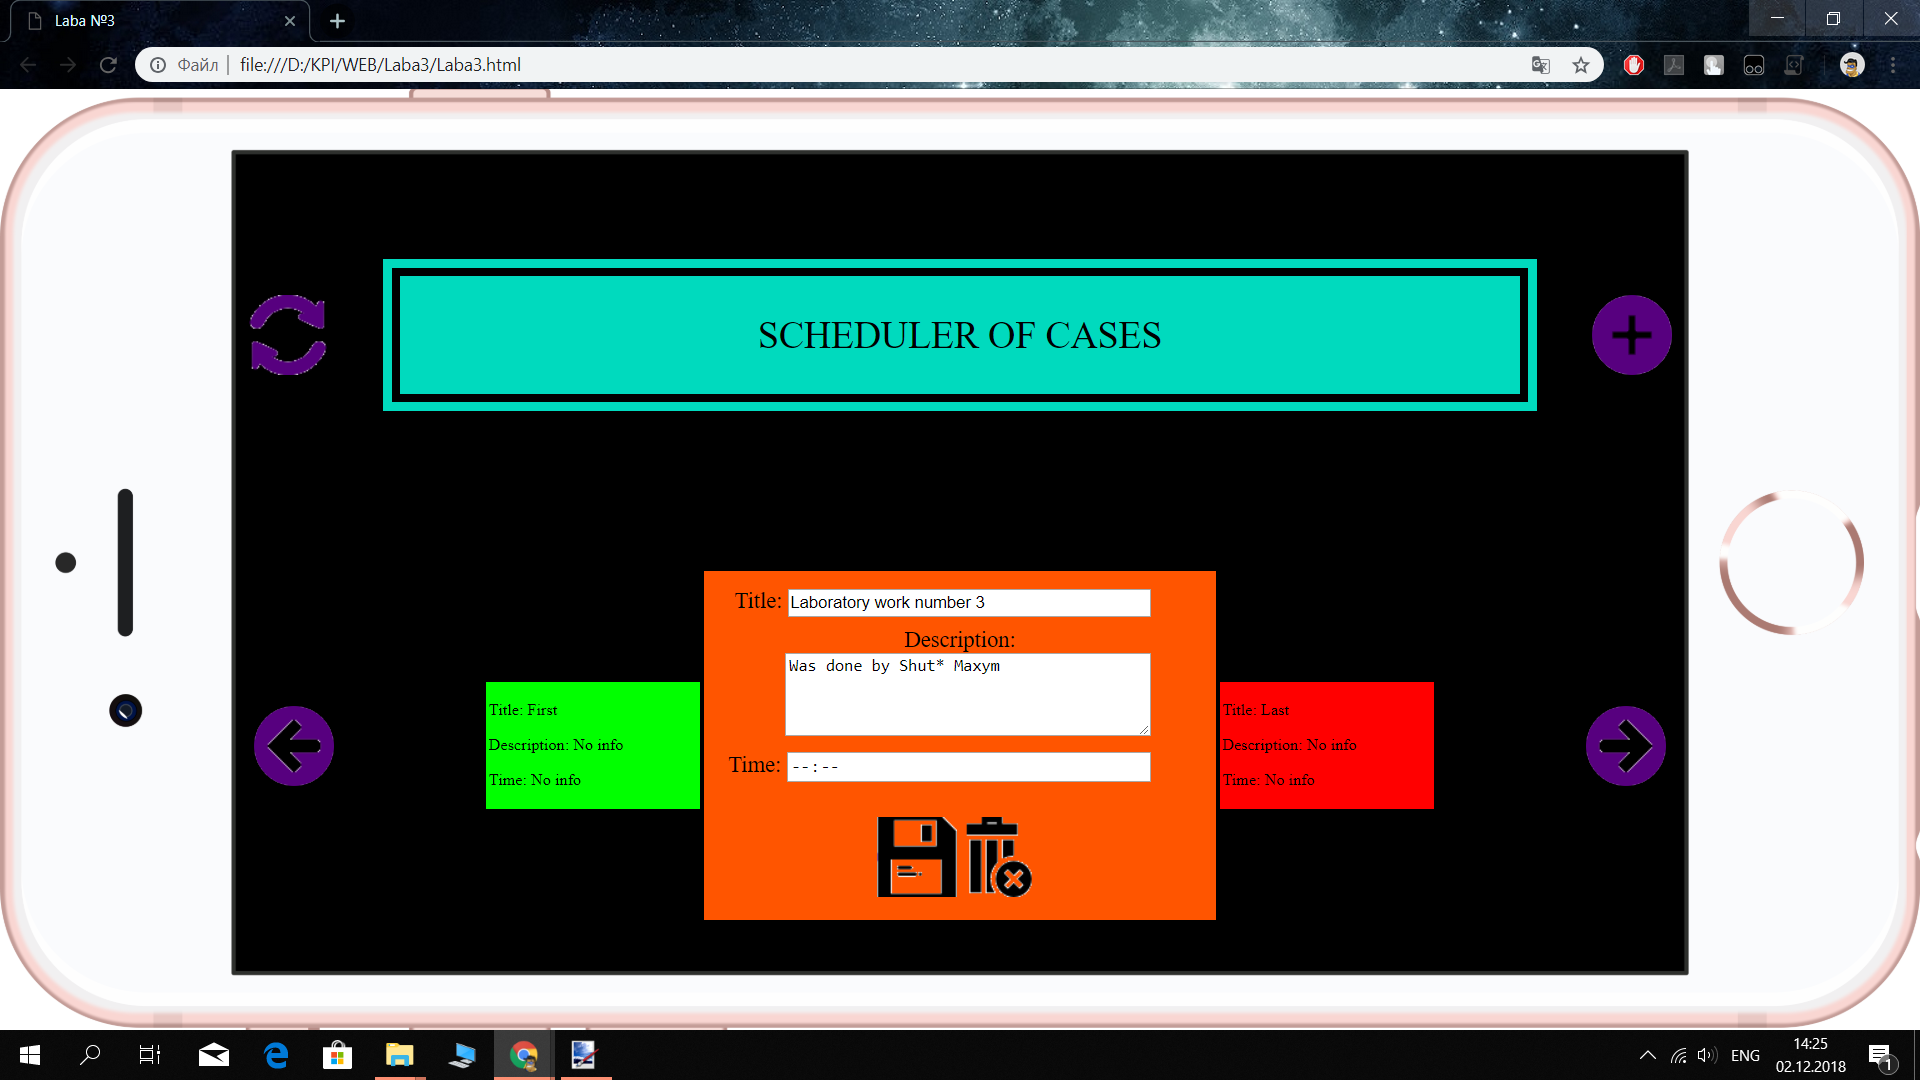 Laba №3
Файл
file:///D:/KPI/WEB/Laba3/Laba3.html
SCHEDULER OF CASES
Title: Laboratory work number 3
Description:
Was done by Shut* Maxym
Time: --:--
Title: First
Description: No info
Time: No info
Title: Last
Description: No info
Time: No info
ENG
14:25
02.12.2018
1